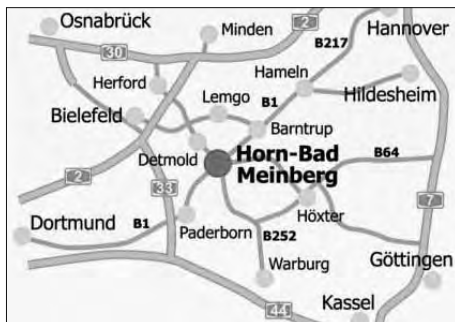 Osnabrück
Minden
2
B217
Hannover
30
Herford
Hameln
Lemgo
B1
Hildesheim
Bielefeld
Barntrup
Detmold
Horn-Bad
Meinberg
B64
2
33
7
Dortmund
B1
Höxter
Paderborn
B252
Göttingen
Warburg
44
Kassel